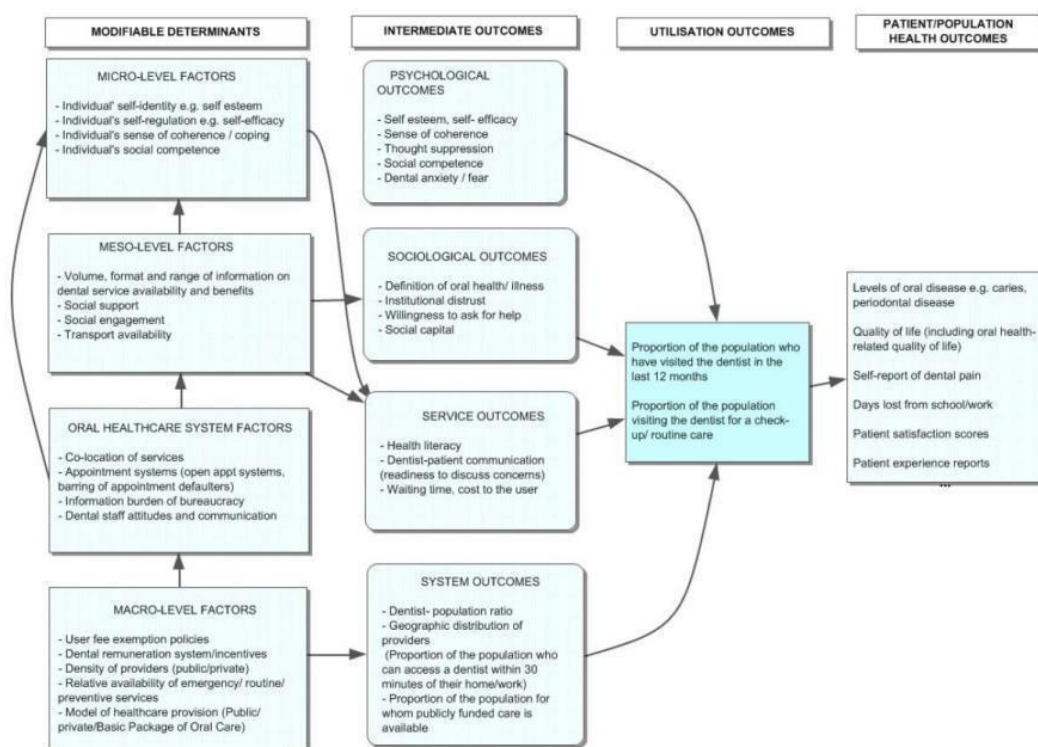 MODIFIABLE DETERMINANTS
INTERMEDIATE OUTCOMES
UTILISATION OUTCOMES
PATIENT/POPULATION
HEALTH OUTCOMES
MICRO-LEVEL FACTORS
- Individual' self-identity e.g. self esteem
- Individual's self-regulation e.g. self-efficacy
- Individual's sense of coherence / coping
- Individual's social competence
MESO-LEVEL FACTORS
- Volume, format and range of information on
dental service availability and benefits
- Social support
- Social engagement
- Transport availability
ORAL HEALTHCARE SYSTEM FACTORS
- Co-location of services
- Appointment systems (open appt systems,
barring of appointment defaulters)
- Information burden of bureaucracy
- Dental staff attitudes and communication
MACRO-LEVEL FACTORS
- User fee exemption policies
- Dental remuneration system/incentives
- Density of providers (public/private)
- Relative availability of emergency/ routine/
preventive services
- Model of healthcare provision (Public/
private/Basic Package of Oral Care)
PSYCHOLOGICAL
OUTCOMES
- Self esteem, self- efficacy
- Sense of coherence
- Thought suppression
- Social competence
- Dental anxiety / fear
SOCIOLOGICAL OUTCOMES
- Definition of oral health/ illness
- Institutional distrust
- Willingness to ask for help
- Social capital
SERVICE OUTCOMES
- Health literacy
- Dentist-patient communication
(readiness to discuss concerns)
- Waiting time, cost to the user
SYSTEM OUTCOMES
- Dentist- population ratio
- Geographic distribution of
providers
(Proportion of the population who
can access a dentist within 30
minutes of their home/work)
- Proportion of the population for
whom publicly funded care is
available
Proportion of the population who
have visited the dentist in the
last 12 months
Proportion of the population
visiting the dentist for a check-
up/ routine care
Levels of oral disease e.g. caries,
periodontal disease
Quality of life (including oral health-
related quality of life)
Self-report of dental pain
Days lost from school/work
Patient satisfaction scores
Patient experience reports
...